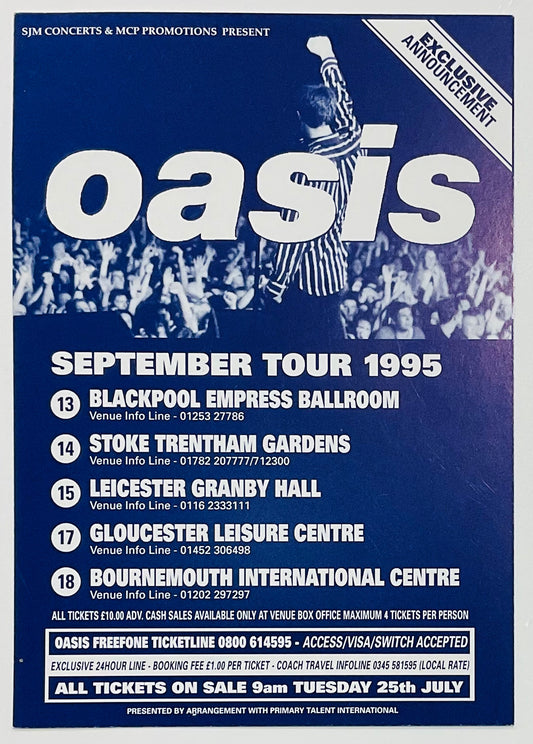 SJM CONCERTS & MCP PROMOTIONS PRESENT
EXCLUSIVE
ANNOUNCEMENT
oasis
SEPTEMBER TOUR 1995
13 BLACKPOOL EMPRESS BALLROOM
Venue Info Line - 01253 27786
14 STOKE TRENTHAM GARDENS
Venue Info Line - 01782 207777/712300
15 LEICESTER GRANBY HALL
Venue Info Line - 0116 2333111
17 GLOUCESTER LEISURE CENTRE
Venue Info Line - 01452 306498
18 BOURNEMOUTH INTERNATIONAL CENTRE
Venue Info Line - 01202 297297
ALL TICKETS £10.00 ADV. CASH SALES AVAILABLE ONLY AT VENUE BOX OFFICE MAXIMUM 4 TICKETS PER PERSON
OASIS FREEFONE TICKETLINE 0800 614595 - ACCESS/VISA/SWITCH ACCEPTED
EXCLUSIVE 24HOUR LINE - BOOKING FEE £1.00 PER TICKET - COACH TRAVEL INFOLINE 0345 581595 (LOCAL RATE)
ALL TICKETS ON SALE 9am TUESDAY 25th JULY
PRESENTED BY ARRANGEMENT WITH PRIMARY TALENT INTERNATIONAL